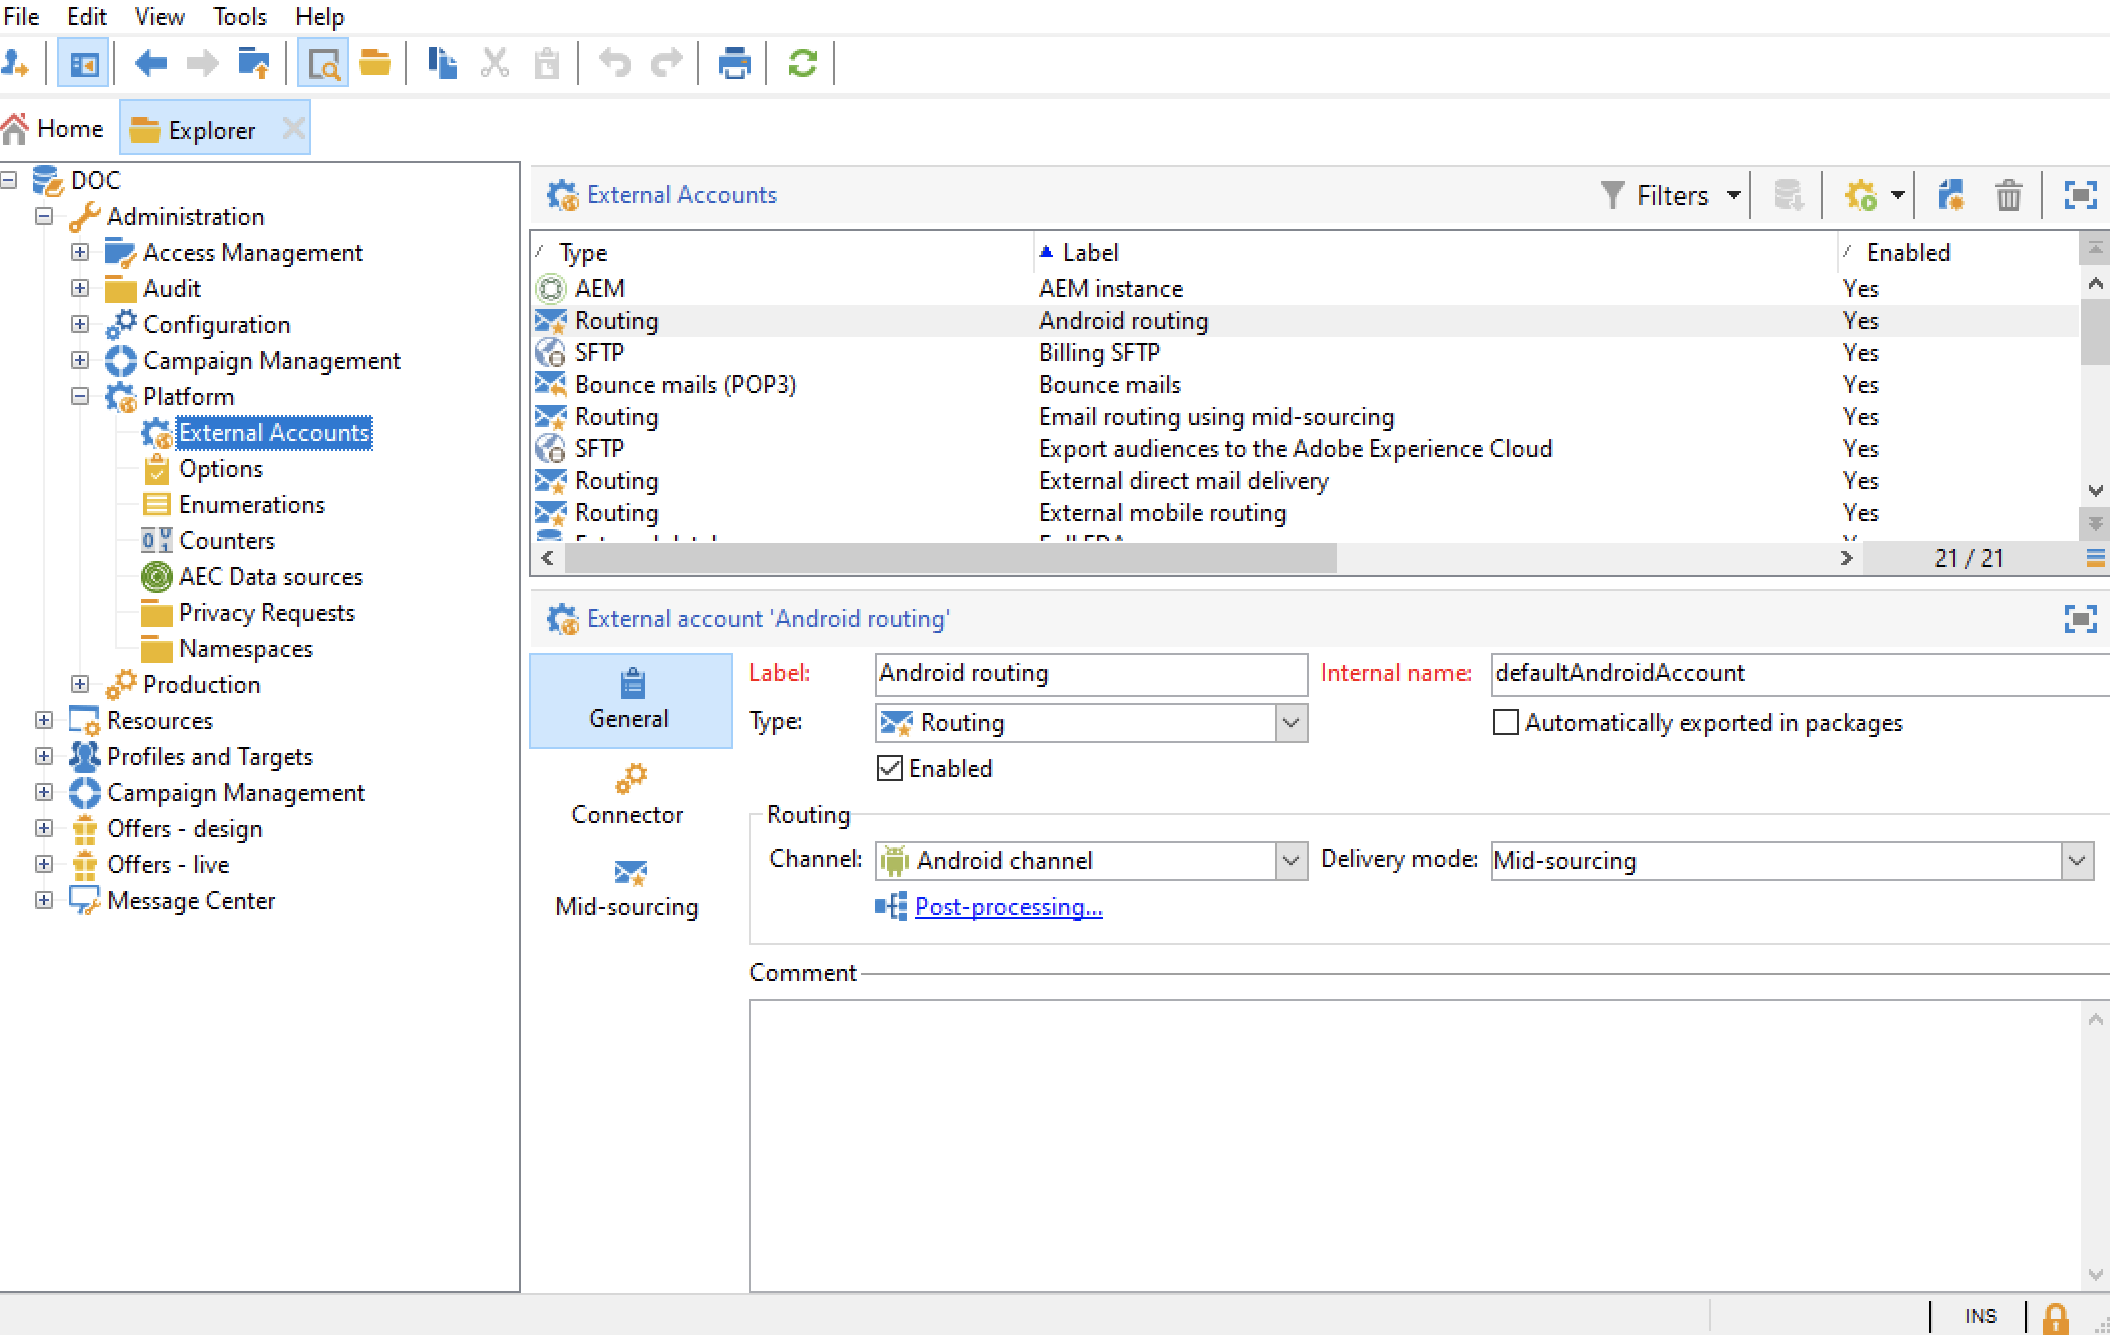 File Edit View Tools Help
Home Explorer
DOC
Administration
Access Management
Audit
Configuration
Campaign Management
Platform
External Accounts
Options
Enumerations
Counters
AEC Data sources
Privacy Requests
Namespaces
Production
Resources
Profiles and Targets
Campaign Management
Offers - design
Offers - live
Message Center
External Accounts Filters
Type Label Enabled
AEM AEM instance Yes
Routing Android routing Yes
SFTP Billing SFTP Yes
Bounce mails (POP3) Bounce mails Yes
Routing Email routing using mid-sourcing Yes
SFTP Export audiences to the Adobe Experience Cloud Yes
Routing External direct mail delivery Yes
Routing External mobile routing Yes
21 / 21
External account 'Android routing'
General
Connector
Mid-sourcing
Label: Android routing Internal name: defaultAndroidAccount
Type: Routing Automatically exported in packages
Enabled
Routing
Channel: Android channel Delivery mode: Mid-sourcing
Post-processing...
Comment
INS